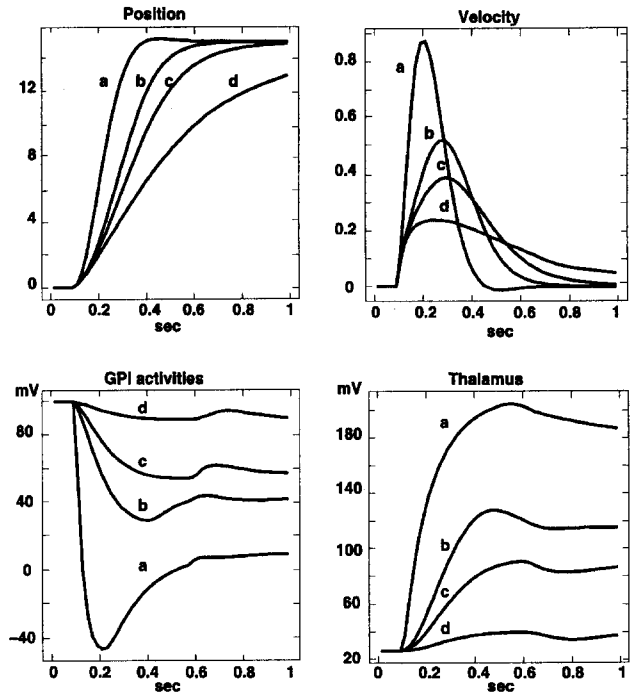 Position
12
8
4
0
a
b
c
d
0 0.2 0.4 0.6 0.8 1
sec
Velocity
0.8
0.6
0.4
0.2
0
a
b
c
d
0 0.2 0.4 0.6 0.8 1
sec
GPI activities
mV
80
40
0
-40
d
c
b
a
0 0.2 0.4 0.6 0.8 1
sec
Thalamus
mV
180
140
100
60
20
a
b
c
d
0 0.2 0.4 0.6 0.8 1
sec